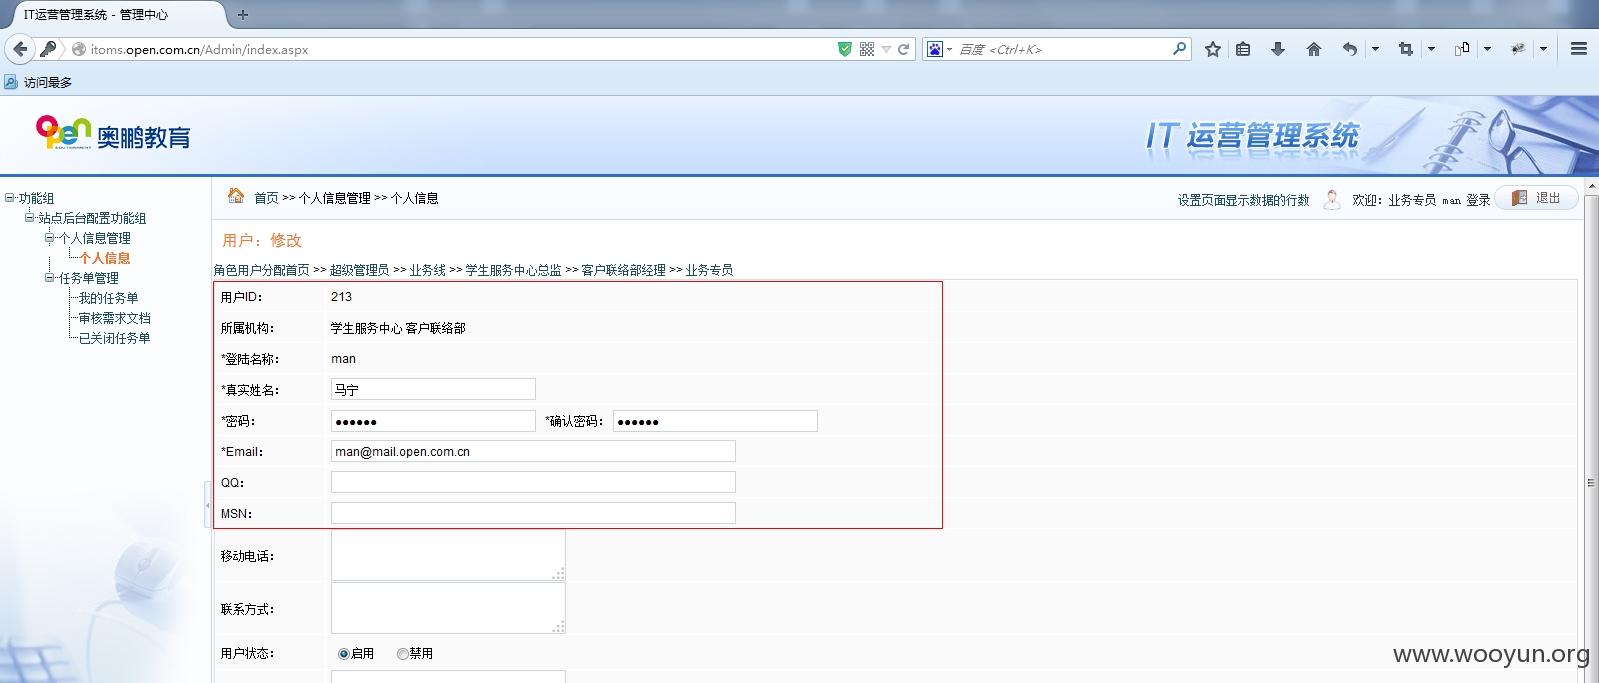 IT运营管理系统 - 管理中心
itoms.open.com.cn/Admin/index.aspx
百度 <Ctrl+K>
访问最多
open 奥鹏教育
IT 运营管理系统
功能组
站点后台配置功能组
个人信息管理
个人信息
任务单管理
我的任务单
审核需求文档
已关闭任务单
首页 >> 个人信息管理 >> 个人信息
设置页面显示数据的行数 欢迎: 业务专员 man 登录 退出
用户：修改
角色用户分配首页 >> 超级管理员 >> 业务线 >> 学生服务中心总监 >> 客户联络部经理 >> 业务专员
用户ID: 213
所属机构: 学生服务中心 客户联络部
*登陆名称: man
*真实姓名: 马宁
*密码: ●●●●●● *确认密码: ●●●●●●
*Email: man@mail.open.com.cn
QQ:
MSN:
移动电话:
联系方式:
用户状态: 启用 禁用
www.wooyun.org